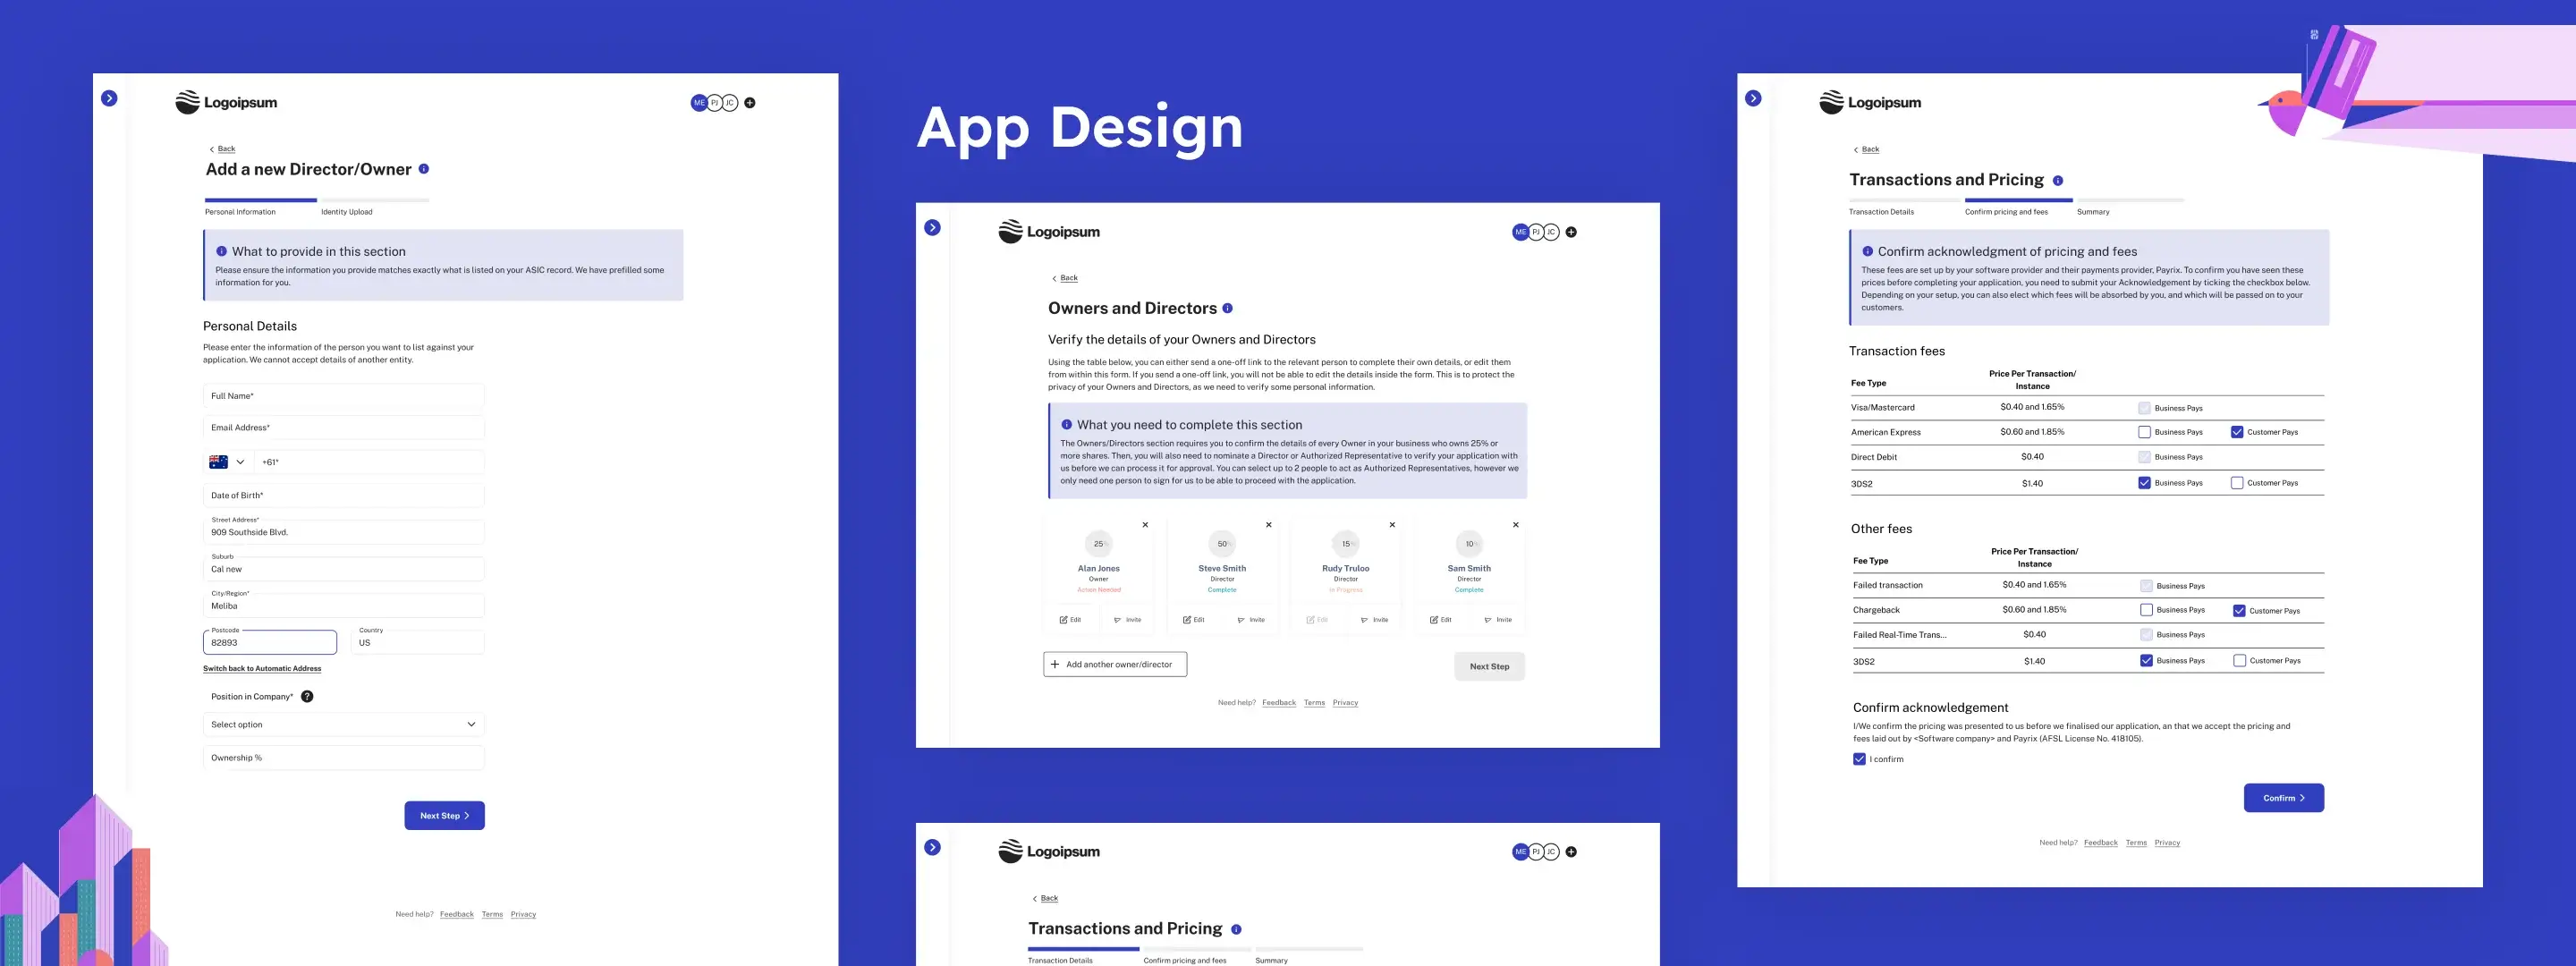 Logoipsum
ME PJ JC
Back
Add a new Director/Owner
Personal Information Identity Upload
What to provide in this section
Please ensure the information you provide matches exactly what is listed on your ASIC record. We have prefilled some
information for you.
Personal Details
Please enter the information of the person you want to list against your
application. We cannot accept details of another entity.
Full Name*
Email Address*
+61*
Date of Birth*
Street Address*
909 Southside Blvd.
Suburb
Cal new
City/Region*
Meliba
Postcode Country
82893 US
Switch back to Automatic Address
Position in Company* ?
Select option
Ownership %
Next Step
Need help? Feedback Terms Privacy
App Design
Logoipsum
ME PJ JC
Back
Owners and Directors
Verify the details of your Owners and Directors
Using the table below, you can either send a one-off link to the relevant person to complete their own details, or edit them
from within this form. If you send a one-off link, you will not be able to edit the details inside the form. This is to protect the
privacy of your Owners and Directors, as we need to verify some personal information.
What you need to complete this section
The Owners/Directors section requires you to confirm the details of every Owner in your business who owns 25% or
more shares. Then, you will also need to nominate a Director or Authorized Representative to verify your application with
us before we can process it for approval. You can select up to 2 people to act as Authorized Representatives, however we
only need one person to sign for us to be able to proceed with the application.
25% 50% 15% 10%
Alan Jones Steve Smith Rudy Truloo Sam Smith
Owner Director Director Director
Action Needed Complete In Progress Complete
Edit Invite Edit Invite Edit Invite Edit Invite
Add another owner/director Next Step
Need help? Feedback Terms Privacy
Logoipsum
ME PJ JC
Back
Transactions and Pricing
Transaction Details Confirm pricing and fees Summary
Logoipsum
Back
Transactions and Pricing
Transaction Details Confirm pricing and fees Summary
Confirm acknowledgment of pricing and fees
These fees are set up by your software provider and their payments provider, Payrix. To confirm you have seen these
prices before completing your application, you need to submit your Acknowledgement by ticking the checkbox below.
Depending on your setup, you can also elect which fees will be absorbed by you, and which will be passed on to your
customers.
Transaction fees
Price Per Transaction/
Fee Type Instance
Visa/Mastercard $0.40 and 1.65% Business Pays
American Express $0.60 and 1.85% Business Pays Customer Pays
Direct Debit $0.40 Business Pays
3DS2 $1.40 Business Pays Customer Pays
Other fees
Price Per Transaction/
Fee Type Instance
Failed transaction $0.40 and 1.65% Business Pays
Chargeback $0.60 and 1.85% Business Pays Customer Pays
Failed Real-Time Trans... $0.40 Business Pays
3DS2 $1.40 Business Pays Customer Pays
Confirm acknowledgement
I/We confirm the pricing was presented to us before we finalised our application, an that we accept the pricing and
fees laid out by <Software company> and Payrix (AFSL License No. 418105).
I confirm
Confirm
Need help? Feedback Terms Privacy